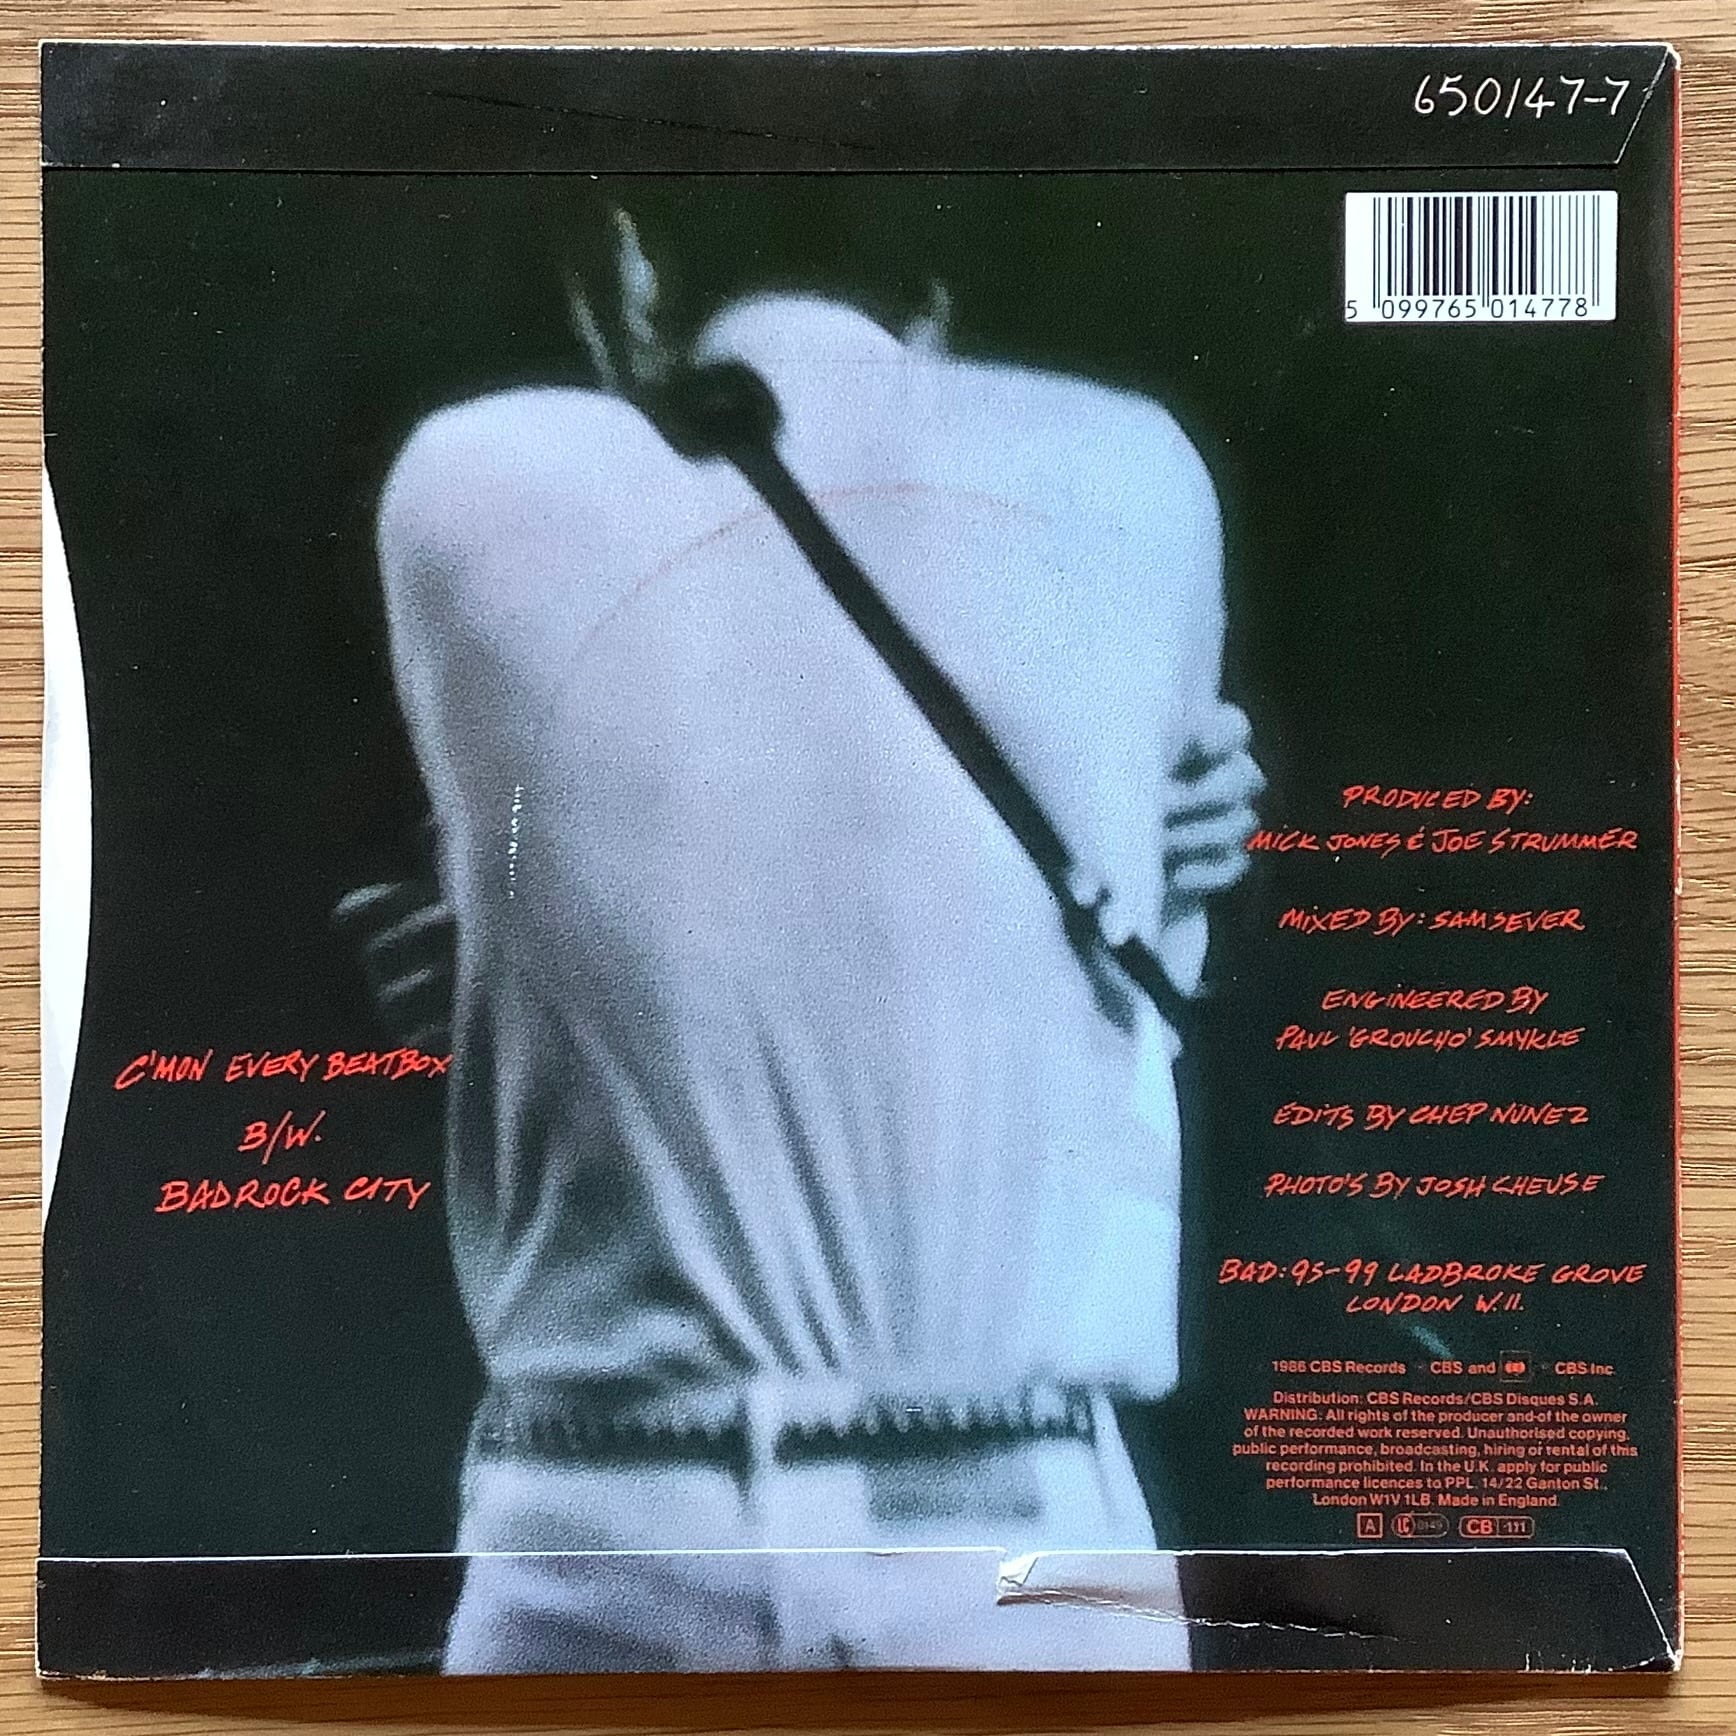 650147-7
5 099765 014778
C'MON EVERY BEATBOX
B/W.
BADROCK CITY
PRODUCED BY:
MICK JONES & JOE STRUMMER
MIXED BY: SAM SEVER
ENGINEERED BY
PAUL 'GROUCHO' SMYKLE
EDITS BY CHEP NUNEZ
PHOTO'S BY JOSH CHEUSE
BAD: 95-99 LADBROKE GROVE
LONDON W.11.
1986 CBS Records CBS and CBS Inc
Distribution: CBS Records/CBS Disques S.A.
WARNING: All rights of the producer and of the owner
of the recorded work reserved. Unauthorised copying,
public performance, broadcasting, hiring or rental of this
recording prohibited. In the U.K. apply for public
performance licences to PPL, 14/22 Ganton St.,
London W1V 1LB. Made in England.
A LC 0149 CB 111